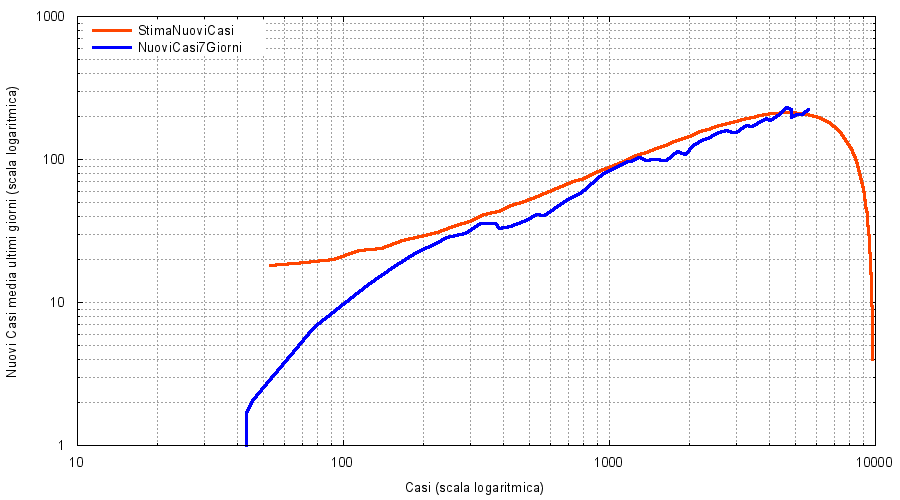 1000
StimaNuoviCasi
NuoviCasi7Giorni
100
10
1
10
100
1000
10000
Nuovi Casi media ultimi giorni (scala logaritmica)
Casi (scala logaritmica)